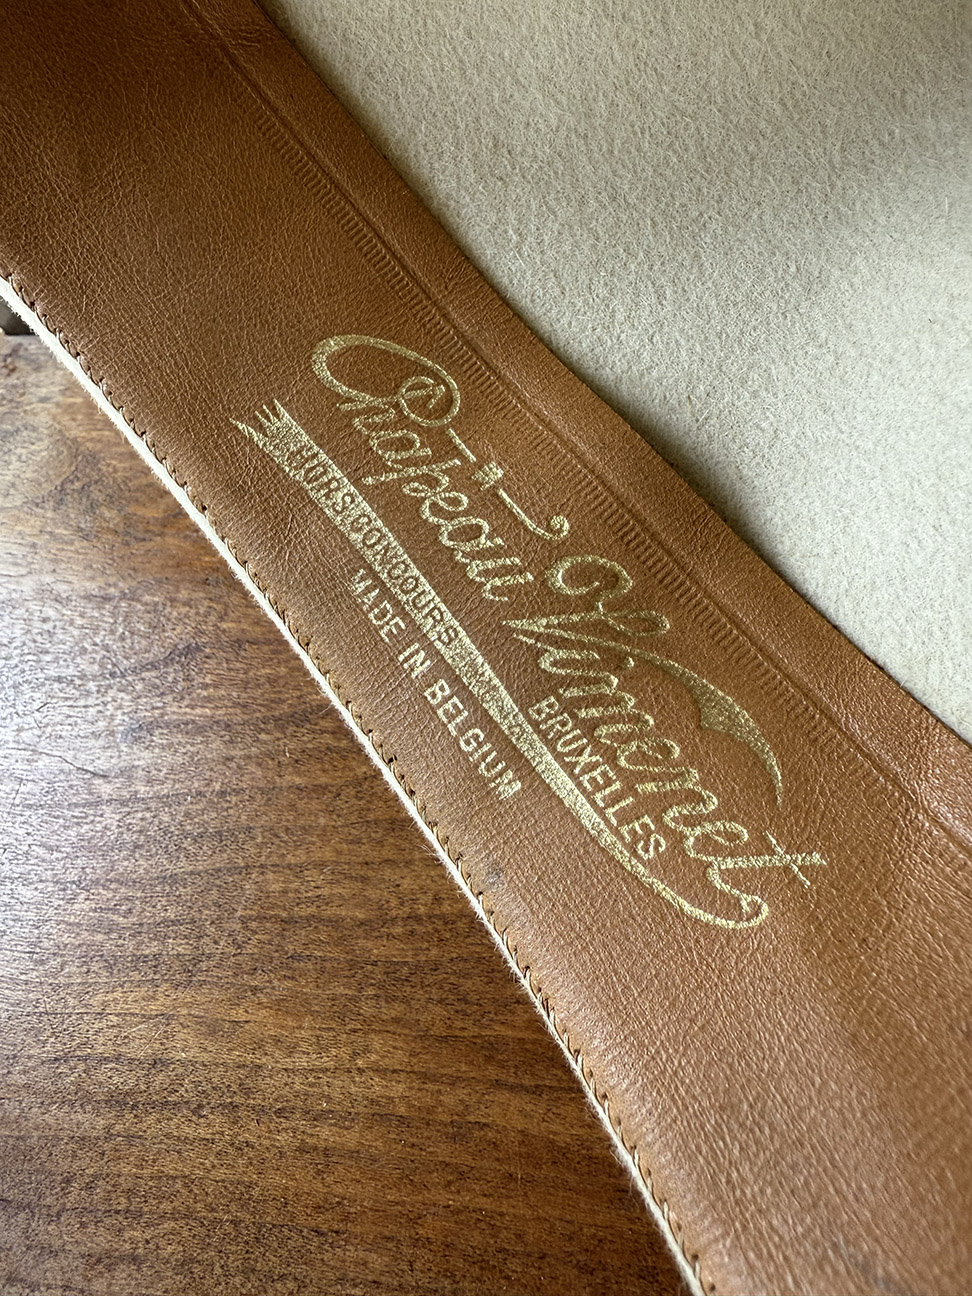 Chapeau Vimenet
BRUXELLES
HORS CONCOURS
MADE IN BELGIUM